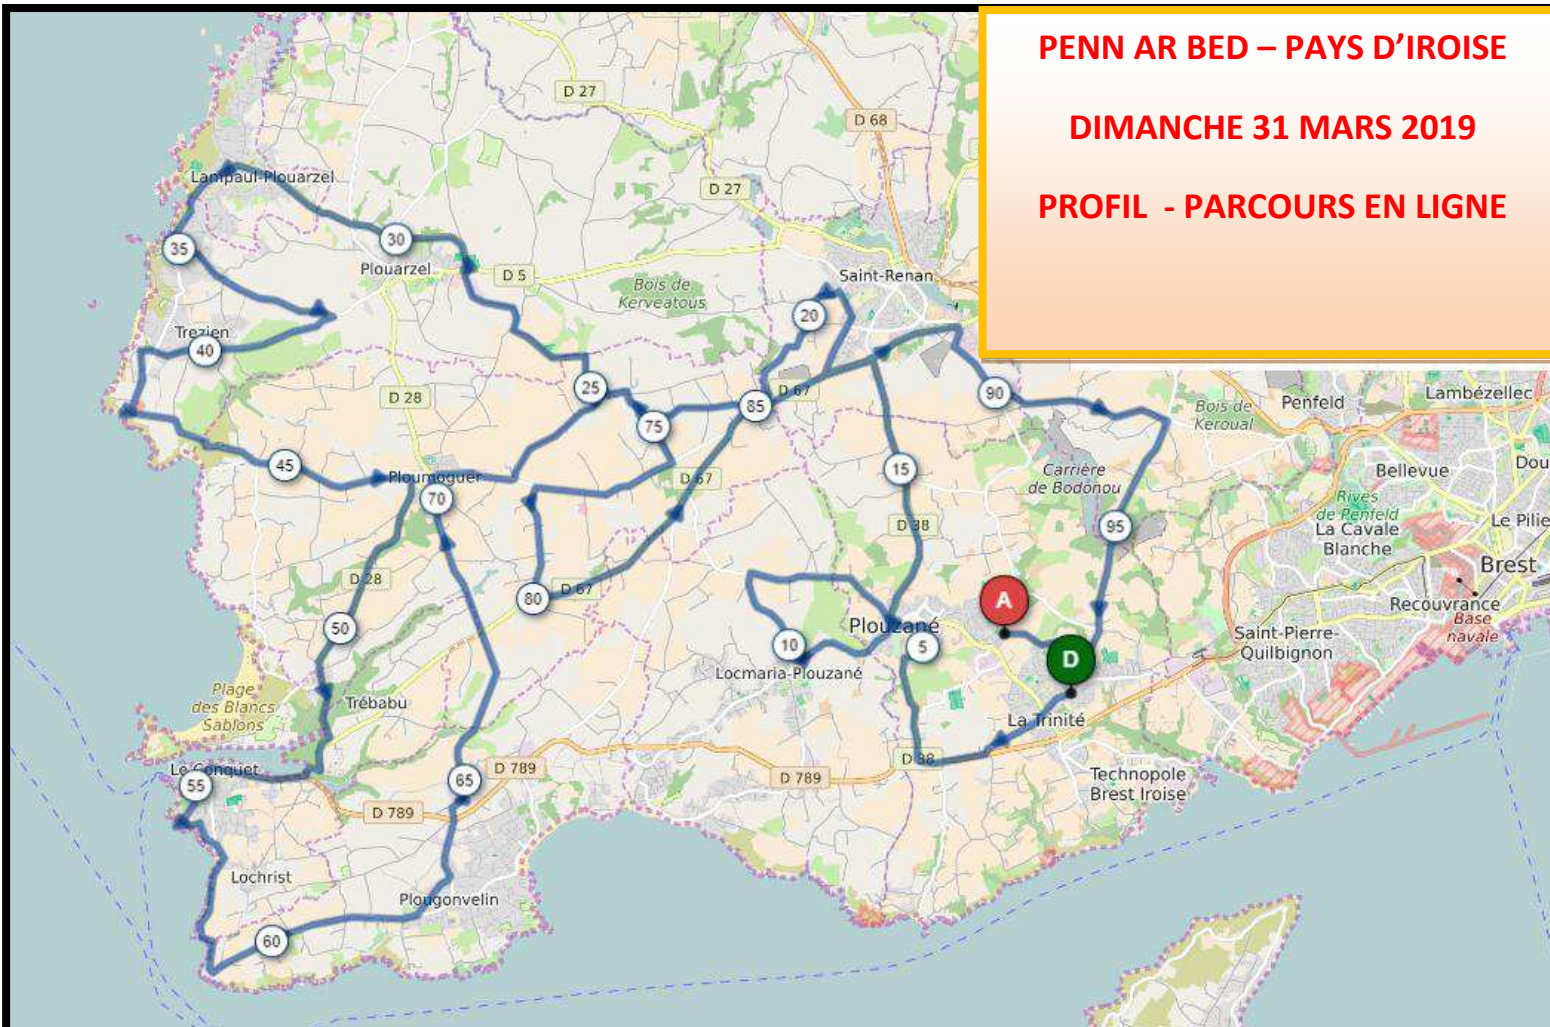 PENN AR BED – PAYS D’IROISE
DIMANCHE 31 MARS 2019
PROFIL - PARCOURS EN LIGNE
D 27
D 68
Lampaul-Plouarzel
D 27
35
30
Plouarzel
D 5
Saint-Renan
Bois de
Kerveatous
20
Trezien
40
25
D 28
D 67
85
90
Bois de
Keroual
Penfeld
Lambézellec
75
45
Ploumoguer
70
D 67
15
Carrière
de Bodonou
Bellevue
Dou
Rives
de Penfeld
D 38
95
La Cavale
Blanche
Le Pilie
Brest
D 28
80
D 67
A
Recouvrance
Base
navale
50
Plouzané
10
5
D
Saint-Pierre-
Quilbignon
Locmaria-Plouzané
Plage
des Blancs
Sablons
Trébabu
La Trinité
Le Conquet
55
65
D 789
D 789
D 38
Technopole
Brest Iroise
D 789
Lochrist
Plougonvelin
60